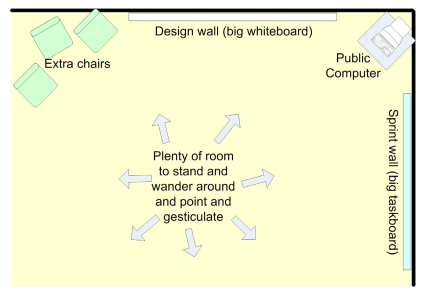 Design wall (big whiteboard)
Extra chairs
Public
Computer
Sprint wall (big taskboard)
Plenty of room
to stand and
wander around
and point and
gesticulate